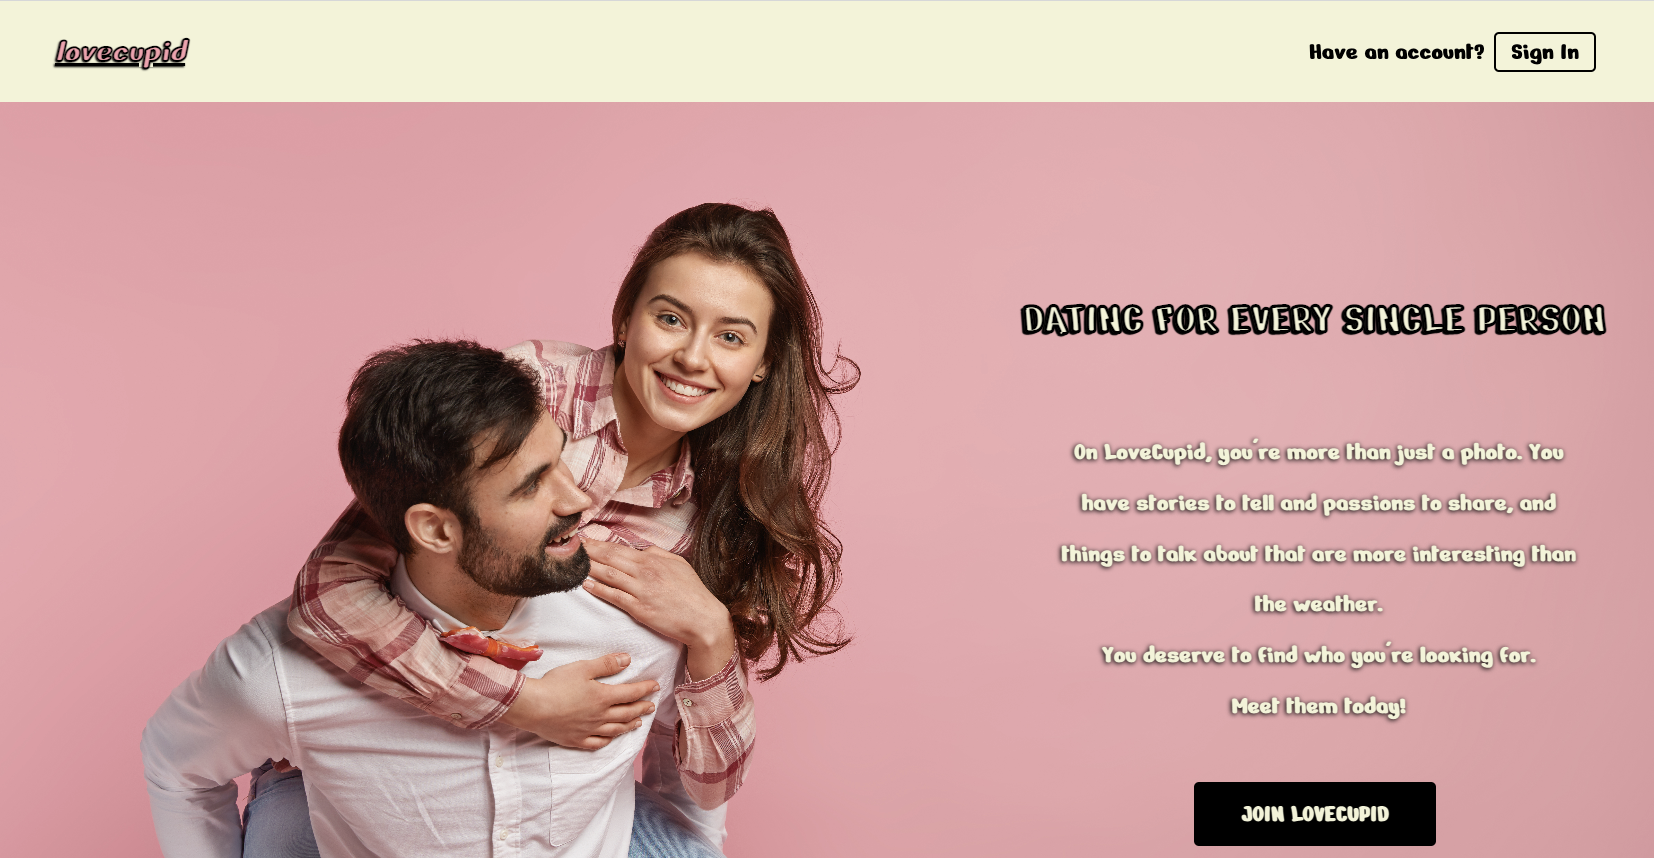 lovecupid
Have an account? Sign In
DATING FOR EVERY SINGLE PERSON
On LoveCupid, you're more than just a photo. You
have stories to tell and passions to share, and
things to talk about that are more interesting than
the weather.
You deserve to find who you're looking for.
Meet them today!
JOIN LOVECUPID